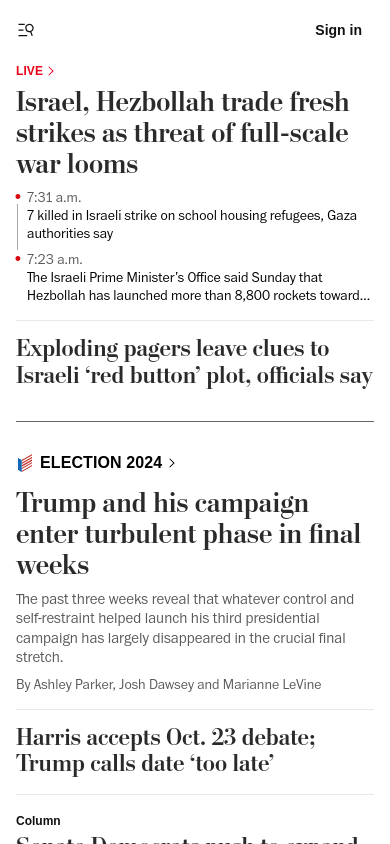 Sign in
LIVE
Israel, Hezbollah trade fresh
strikes as threat of full-scale
war looms
7:31 a.m.
7 killed in Israeli strike on school housing refugees, Gaza
authorities say
7:23 a.m.
The Israeli Prime Minister’s Office said Sunday that
Hezbollah has launched more than 8,800 rockets toward…
Exploding pagers leave clues to
Israeli ‘red button’ plot, officials say
ELECTION 2024
Trump and his campaign
enter turbulent phase in final
weeks
The past three weeks reveal that whatever control and
self-restraint helped launch his third presidential
campaign has largely disappeared in the crucial final
stretch.
By Ashley Parker, Josh Dawsey and Marianne LeVine
Harris accepts Oct. 23 debate;
Trump calls date ‘too late’
Column
Senate Democrats push to expand